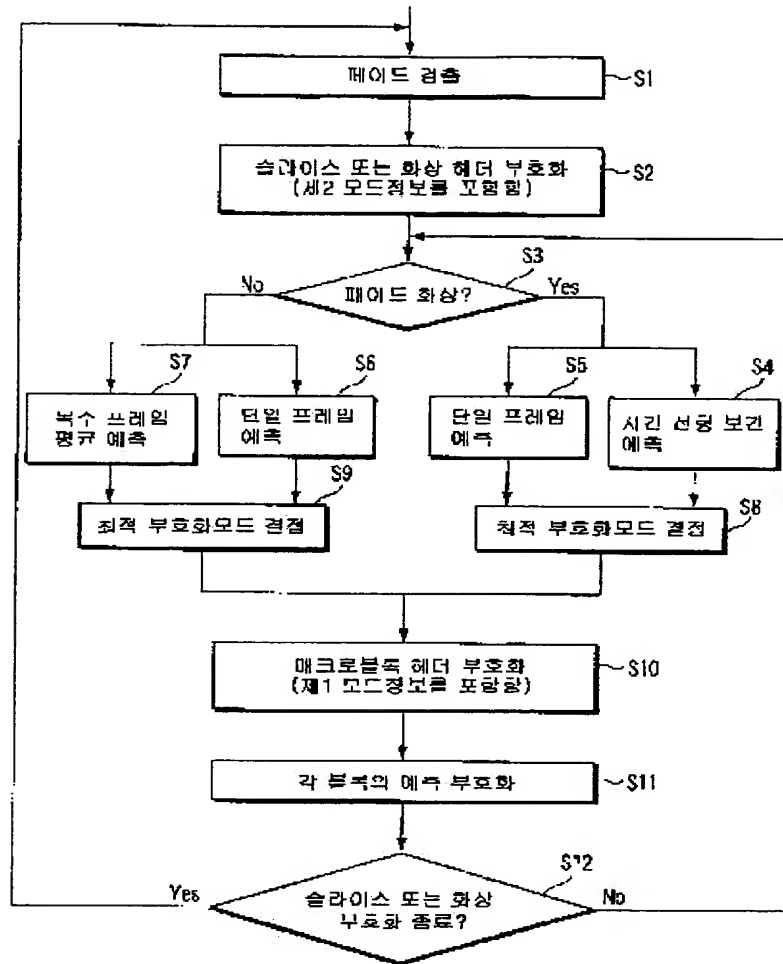 페이드 검출
S1
슬라이스 또는 화상 헤더 부호화
(제2 모드정보를 포함함)
S2
S3
No
페이드 화상?
Yes
S7
S6
S5
S4
복수 프레임
평균 예측
단일 프레임
예측
단일 프레임
예측
시간 선형 보간
예측
S9
최적 부호화모드 결정
최적 부호화모드 결정
S8
매크로블록 헤더 부호화
(제1 모드정보를 포함함)
S10
각 블록의 예측 부호화
S11
S12
Yes
슬라이스 또는 화상
부호화 종료?
No